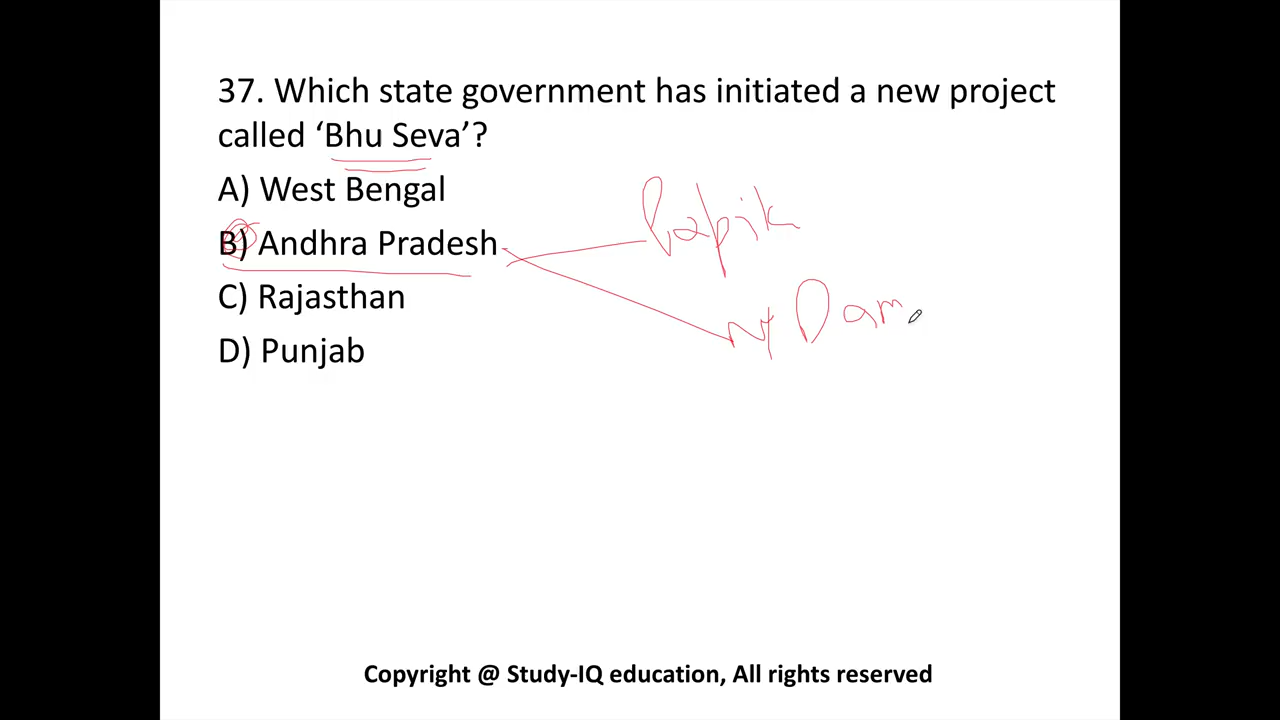 37. Which state government has initiated a new project
called ‘Bhu Seva’?
A) West Bengal
B) Andhra Pradesh
C) Rajasthan
D) Punjab
Copyright @ Study-IQ education, All rights reserved